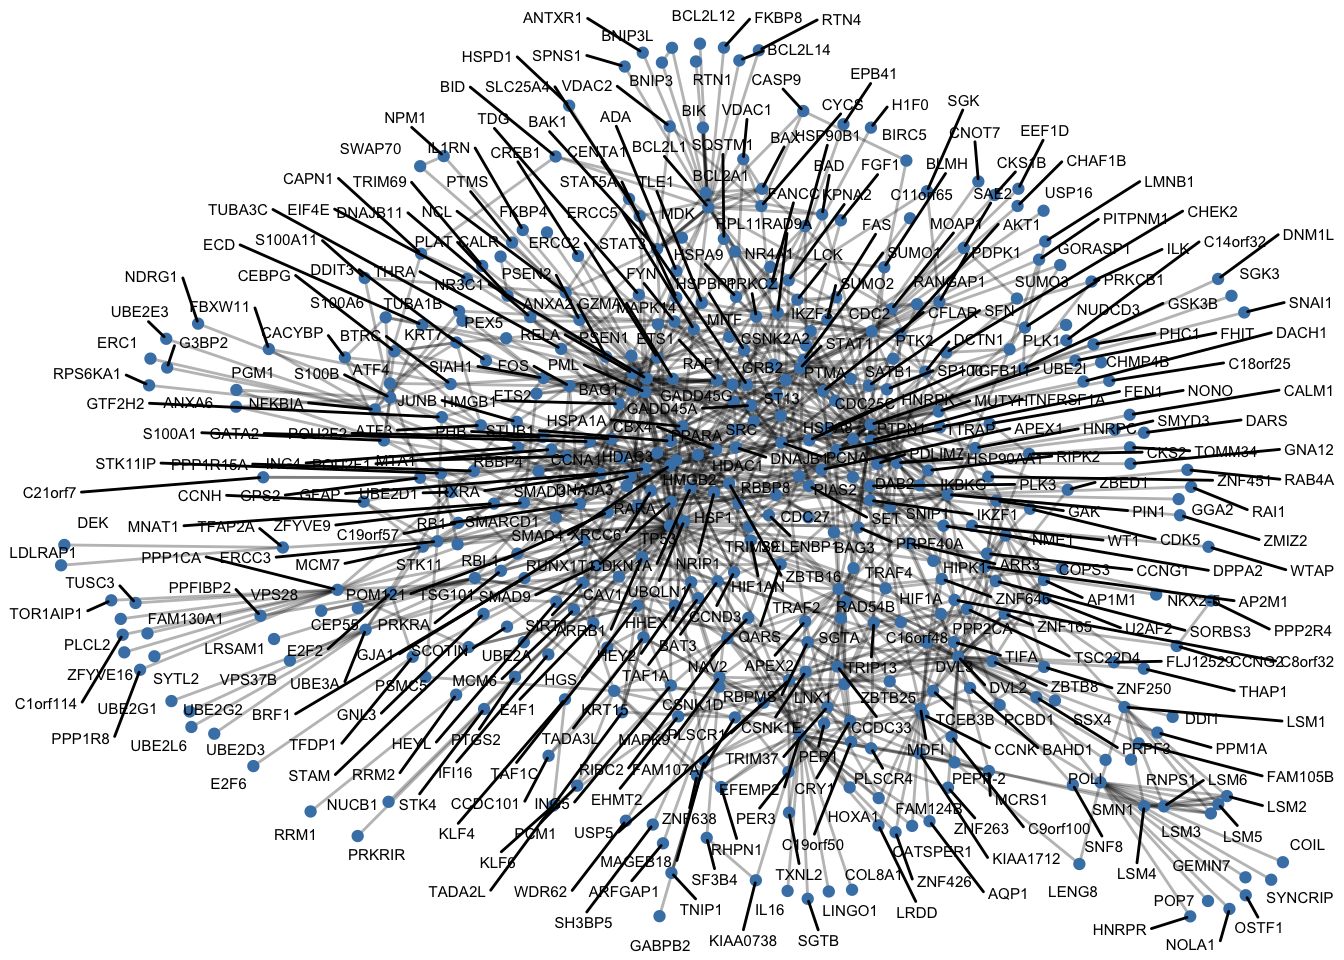 ANTXR1
BCL2L12
FKBP8
RTN4
BNIP3L
HSPD1
SPNS1
BCL2L14
BNIP3
RTN1
CASP9
EPB41
BID
SLC25A4
VDAC2
CYCS
H1F0
SGK
NPM1
TDG
BAK1
ADA
BIK
VDAC1
BAX
HSP90B1
BIRC5
CNOT7
EEF1D
SWAP70
IL1RN
CREB1
CENTA1
BCL2L1
SQSTM1
BCL2A1
BAD
FGF1
BLMH
CKS1B
CHAF1B
CAPN1
TRIM69
PTMS
STAT5A
TLE1
FANCC
KPNA2
C11orf65
SAE2
USP16
LMNB1
TUBA3C
EIF4E
DNAJB11
NCL
FKBP4
ERCC5
MDK
RPL11
RAD9A
FAS
MOAP1
AKT1
PITPNM1
CHEK2
ECD
S100A11
PLAT
CALR
ERCC2
STAT3
HSPA9
NR4A1
LCK
SUMO1
PDPK1
GORASP1
ILK
C14orf32
DNM1L
NDRG1
CEBPG
DDIT3
THRA
NR3C1
PSEN2
FYN
HSPBP1
PRKCZ
SUMO2
RANGAP1
SUMO3
PRKCB1
SGK3
UBE2E3
FBXW11
S100A6
TUBA1B
ANXA2
GZMA
MAPK14
MITF
IKZF3
CDC2
CFLAR
SFN
NUDCD3
GSK3B
SNAI1
ERC1
G3BP2
CACYBP
BTRC
KRT7
PEX5
RELA
PSEN1
ETS1
CSNK2A2
STAT1
PTK2
DCTN1
PLK1
PHC1
FHIT
DACH1
RPS6KA1
PGM1
S100B
ATF4
SIAH1
FOS
PML
BAG1
RAF1
GRB2
PTMA
SATB1
SP100
TGFB1I1
UBE2I
CHMP4B
C18orf25
GTF2H2
ANXA6
NFKBIA
JUNB
HMGB1
ETS2
GADD45G
GADD45A
ST13
CDC25C
HNRPK
MUTYH
TNFRSF1A
FEN1
NONO
CALM1
S100A1
GATA2
POU2F2
ATF3
PHB
STUB1
HSPA1A
CBX4
PPARA
SRC
HSPA8
PTPN1
TTRAP
APEX1
HNRPC
SMYD3
DARS
STK11IP
PPP1R15A
ING4
POU2F1
MTA1
RBBP4
CCNA1
HDAC3
HDAC1
DNAJB1
PCNA
PDLIM7
HSP90AA1
RIPK2
CKS2
TOMM34
GNA12
C21orf7
CCNH
GPS2
GFAP
UBE2D1
RXRA
SMAD3
DNAJA3
HMGB2
RBBP8
PIAS2
DAB2
IKBKG
PLK3
ZBED1
ZNF451
RAB4A
DEK
MNAT1
TFAP2A
ZFYVE9
RB1
SMARCD1
RARA
HSF1
CDC27
SET
SNIP1
IKZF1
GAK
PIN1
GGA2
RAI1
LDLRAP1
C19orf57
SMAD4
XRCC6
TP53
TRIM39
SELENBP1
BAG3
PRPF40A
NME1
WT1
CDK5
ZMIZ2
PPP1CA
ERCC3
MCM7
STK11
RBL1
RUNX1T1
CDKN1A
NRIP1
HIF1AN
ZBTB16
TRAF4
HIPK1
ARR3
COPS3
CCNG1
DPPA2
WTAP
TUSC3
PPFIBP2
VPS28
POM121
TSG101
SMAD9
CAV1
UBQLN1
TRAF2
RAD54B
HIF1A
ZNF646
AP1M1
NKX2-5
AP2M1
TOR1AIP1
FAM130A1
CEP55
PRKRA
SIRT1
ARRB1
HHEX
CCND3
QARS
SGTA
C16orf48
PPP2CA
ZNF165
U2AF2
SORBS3
PPP2R4
PLCL2
LRSAM1
E2F2
GJA1
SCOTIN
UBE2A
HEY2
BAT3
APEX2
TRIP13
DVL3
TIFA
TSC22D4
FLJ12529
CCNG2
C8orf32
ZFYVE16
SYTL2
VPS37B
UBE3A
PSMC5
MCM6
HGS
TAF1A
NAV2
RBPMS
LNX1
ZBTB25
DVL2
ZBTB8
ZNF250
THAP1
C1orf114
UBE2G1
UBE2G2
BRF1
GNL3
E4F1
KRT15
CSNK1D
CSNK1E
CCDC33
TCEB3B
PCBD1
SSX4
DDI1
LSM1
PPP1R8
UBE2L6
UBE2D3
TFDP1
HEYL
PTGS2
TADA3L
MAPK9
PLSCR1
TRIM37
PER1
MDFI
CCNK
BAHD1
PRPF3
PPM1A
E2F6
STAM
RRM2
IFI16
TAF1C
RIBC2
FAM107A
EFEMP2
CRY1
PLSCR4
PEPP-2
POLI
RNPS1
LSM6
FAM105B
NUCB1
STK4
CCDC101
ING5
EHMT2
PER3
HOXA1
FAM124B
MCRS1
SMN1
LSM2
RRM1
KLF4
PCM1
USP5
ZNF638
C19orf50
ZNF263
C9orf100
LSM3
LSM5
PRKRIR
KLF6
MAGEB18
RHPN1
CATSPER1
KIAA1712
SNF8
GEMIN7
COIL
TADA2L
WDR62
ARFGAP1
SF3B4
TXNL2
COL8A1
ZNF426
AQP1
LENG8
LSM4
SH3BP5
TNIP1
IL16
LINGO1
LRDD
POP7
SYNCRIP
GABPB2
KIAA0738
SGTB
HNRPR
NOLA1
OSTF1